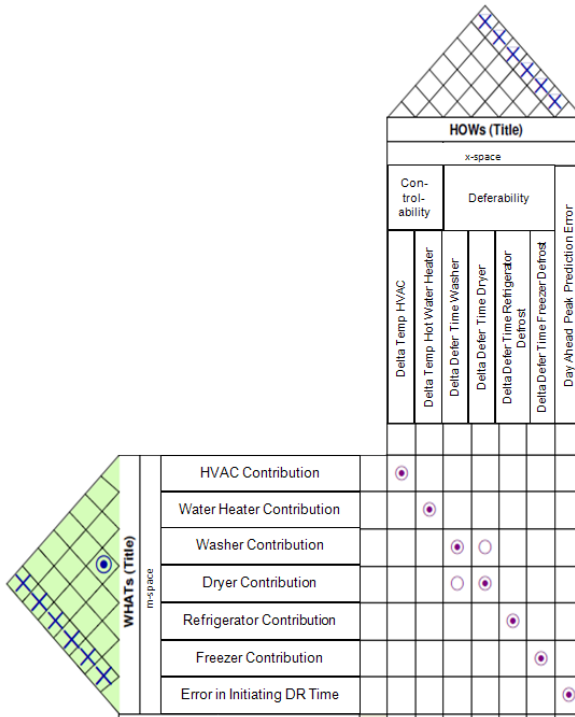 HOWs (Title)
x-space
Con-
trol-
ability
Deferability
Delta Temp HVAC
Delta Temp Hot Water Heater
Delta Defer Time Washer
Delta Defer Time Dryer
Delta Defer Time Refrigerator
Defrost
Delta Defer Time Freezer Defrost
Day Ahead Peak Prediction Error
WHATs (Title)
m-space
HVAC Contribution
Water Heater Contribution
Washer Contribution
Dryer Contribution
Refrigerator Contribution
Freezer Contribution
Error in Initiating DR Time